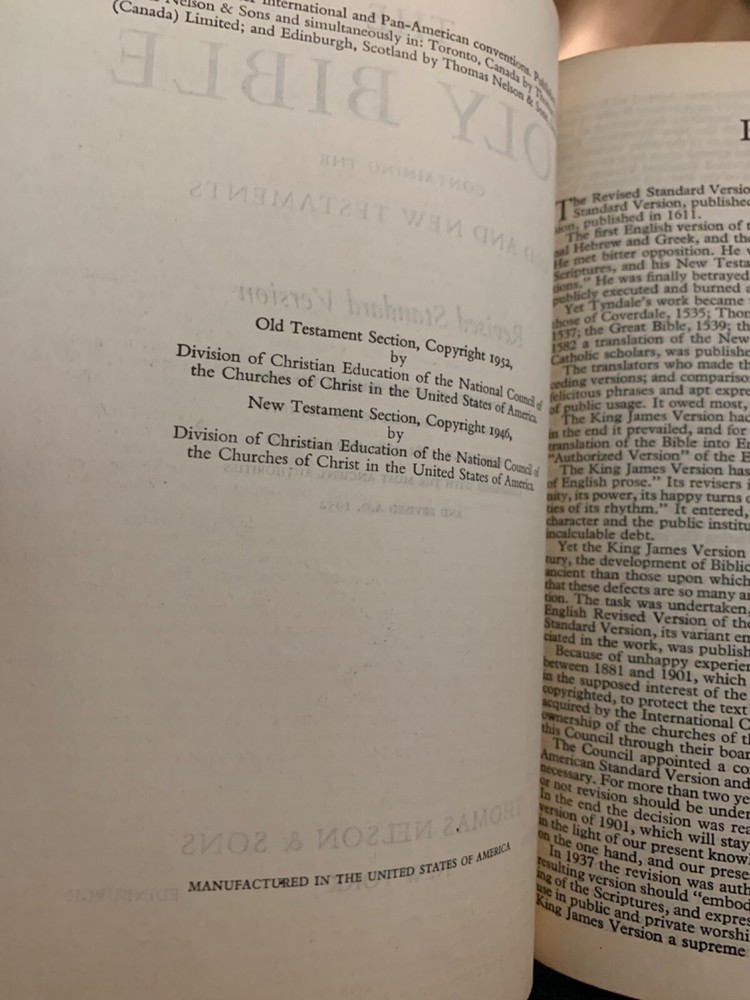 International and Pan-American conventions.
Nelson & Sons and simultaneously in: Toronto, Canada by
(Canada) Limited; and Edinburgh, Scotland by Thomas Nelson & Sons
Old Testament Section, Copyright 1952,
by
Division of Christian Education of the National Council of
the Churches of Christ in the United States of America
New Testament Section, Copyright 1946,
by
Division of Christian Education of the National Council of
the Churches of Christ in the United States of America
MANUFACTURED IN THE UNITED STATES OF AMERICA
The Revised Standard Versio
Standard Version, published
published in 1611.
The first English version of t
Hebrew and Greek, and the
He met bitter opposition. He
Scriptures, and his New Testa
He was finally betrayed
publicly executed and burned a
Yet Tyndale's work became
those of Coverdale, 1535; Thom
1537; the Great Bible, 1539; th
1582 a translation of the New
Catholic scholars, was publishe
The translators who made th
ceding versions; and compariso
felicitous phrases and apt expre
of public usage. It owed most,
The King James Version had
in the end it prevailed, and for
translation of the Bible into En
"Authorized Version" of the E
The King James Version has
of English prose." Its revisers
nity, its power, its happy turns
ties of its rhythm." It entered,
character and the public institu
incalculable debt.
Yet the King James Version
tury, the development of Biblic
ancient than those upon which
that these defects are so many a
tion. The task was undertaken,
English Revised Version of the
Standard Version, its variant em
ciated in the work, was publish
Because of unhappy experien
between 1881 and 1901, which
in the supposed interest of the
copyrighted, to protect the text
acquired by the International C
ownership of the churches of t
this Council through their boar
The Council appointed a co
American Standard Version and
necessary. For more than two ye
or not revision should be under
In the end the decision was rea
version of 1901, which will stay
in the light of our present know
on the one hand, and our prese
In 1937 the revision was auth
resulting version should "embod
ing of the Scriptures, and expres
use in public and private worshi
King James Version a supreme